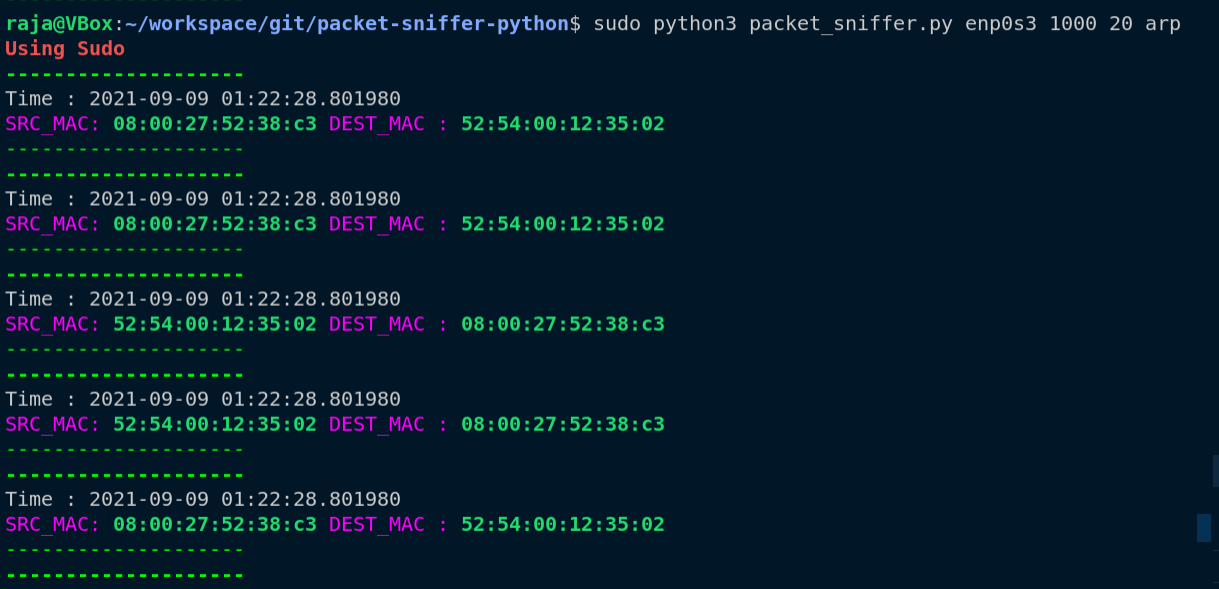 raja@VBox:~/workspace/git/packet-sniffer-python$ sudo python3 packet_sniffer.py enp0s3 1000 20 arp
Using Sudo
--------------------
Time : 2021-09-09 01:22:28.801980
SRC_MAC: 08:00:27:52:38:c3 DEST_MAC : 52:54:00:12:35:02
--------------------
--------------------
Time : 2021-09-09 01:22:28.801980
SRC_MAC: 08:00:27:52:38:c3 DEST_MAC : 52:54:00:12:35:02
--------------------
--------------------
Time : 2021-09-09 01:22:28.801980
SRC_MAC: 52:54:00:12:35:02 DEST_MAC : 08:00:27:52:38:c3
--------------------
--------------------
Time : 2021-09-09 01:22:28.801980
SRC_MAC: 52:54:00:12:35:02 DEST_MAC : 08:00:27:52:38:c3
--------------------
--------------------
Time : 2021-09-09 01:22:28.801980
SRC_MAC: 08:00:27:52:38:c3 DEST_MAC : 52:54:00:12:35:02
--------------------
--------------------